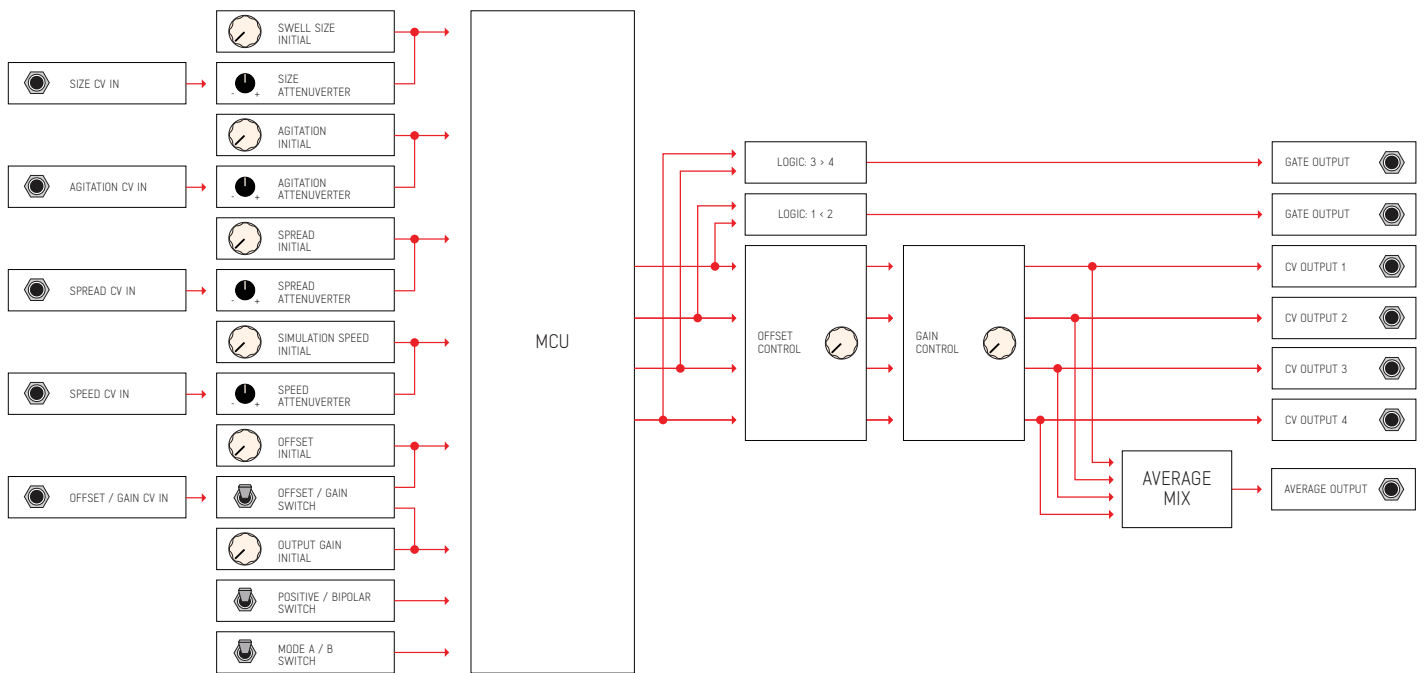 SWELL SIZE
INITIAL
SIZE CV IN
SIZE
ATTENUVERTER
- +
AGITATION
INITIAL
AGITATION CV IN
AGITATION
ATTENUVERTER
- +
SPREAD
INITIAL
SPREAD CV IN
SPREAD
ATTENUVERTER
- +
SIMULATION SPEED
INITIAL
SPEED CV IN
SPEED
ATTENUVERTER
- +
OFFSET
INITIAL
OFFSET / GAIN CV IN
OFFSET / GAIN
SWITCH
OUTPUT GAIN
INITIAL
POSITIVE / BIPOLAR
SWITCH
MODE A / B
SWITCH
MCU
LOGIC: 3 > 4
LOGIC: 1 < 2
OFFSET
CONTROL
GAIN
CONTROL
AVERAGE
MIX
GATE OUTPUT
GATE OUTPUT
CV OUTPUT 1
CV OUTPUT 2
CV OUTPUT 3
CV OUTPUT 4
AVERAGE OUTPUT